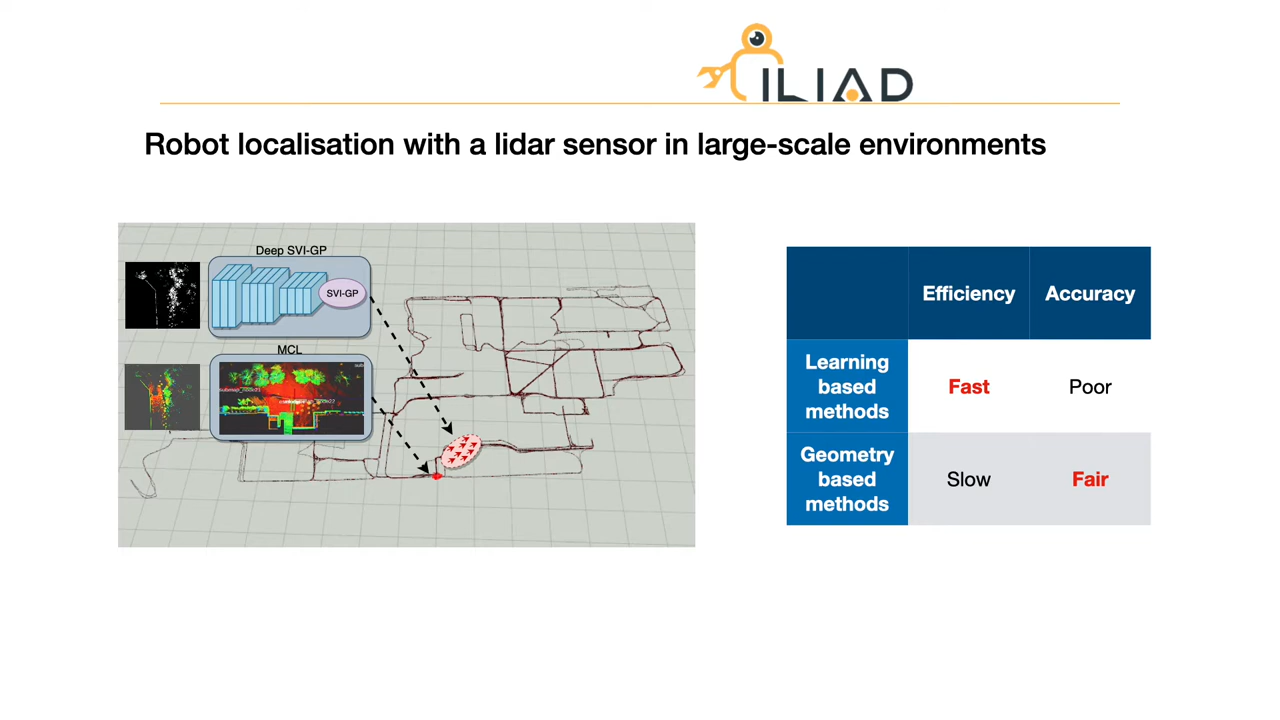 ILIAD
Robot localisation with a lidar sensor in large-scale environments
Deep SVI-GP
SVI-GP
MCL
Efficiency
Accuracy
Learning
based
methods
Fast
Poor
Geometry
based
methods
Slow
Fair